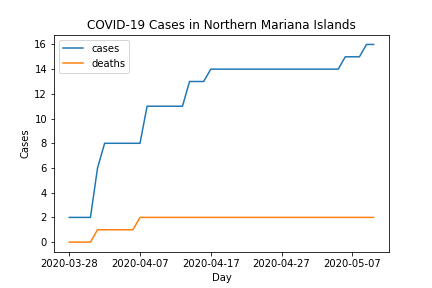 COVID-19 Cases in Northern Mariana Islands
cases
deaths
16
14
12
10
8
6
4
2
0
Cases
2020-03-28 2020-04-07 2020-04-17 2020-04-27 2020-05-07
Day